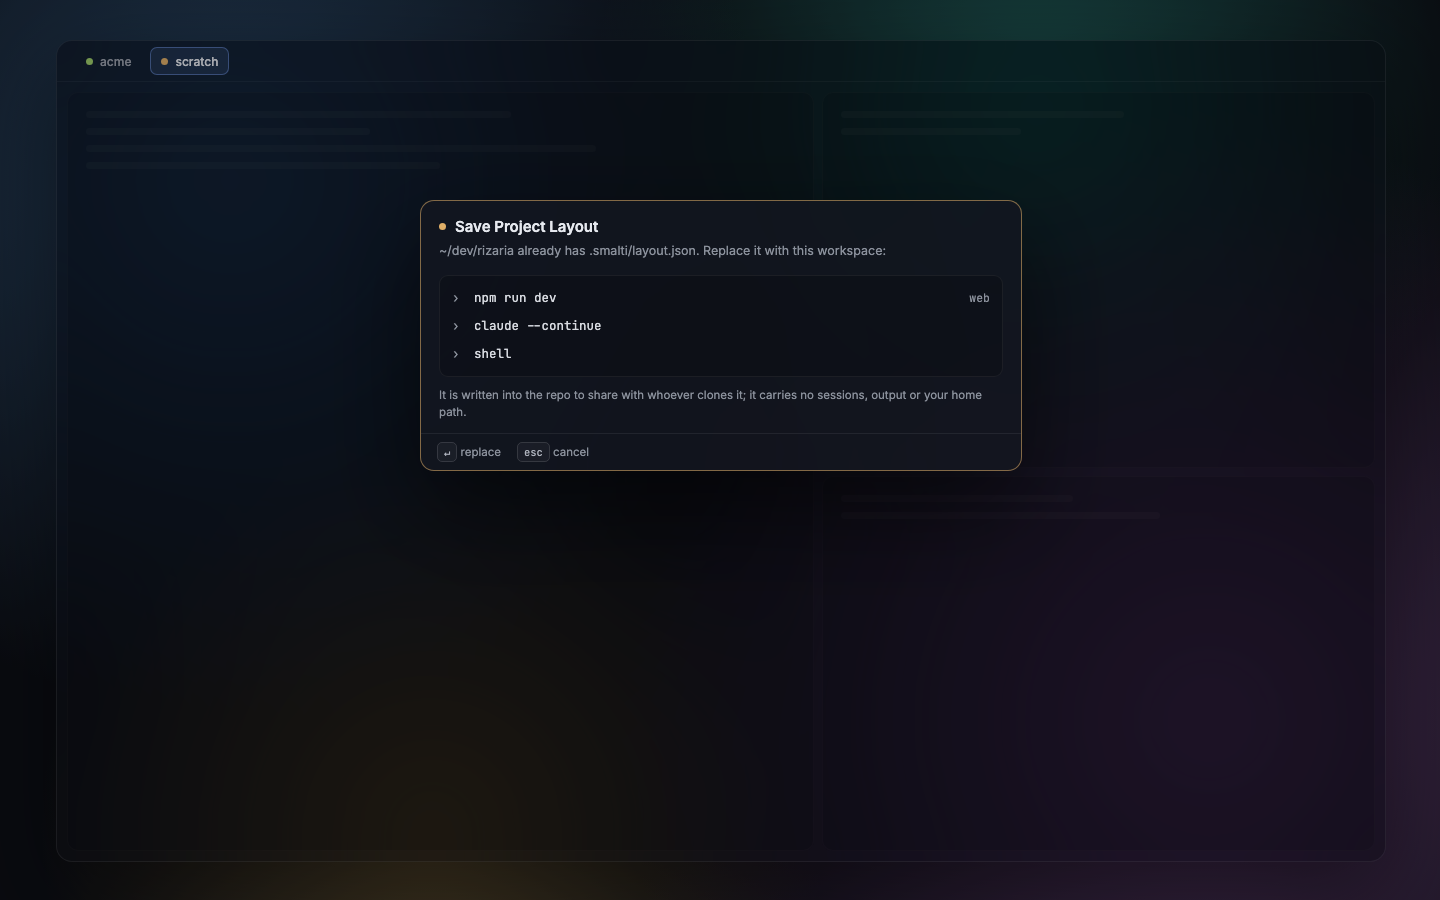 acme
scratch
Save Project Layout
~/dev/rizaria already has .smalti/layout.json. Replace it with this workspace:
› npm run dev web
› claude --continue
› shell
It is written into the repo to share with whoever clones it; it carries no sessions, output or your home
path.
↵ replace esc cancel